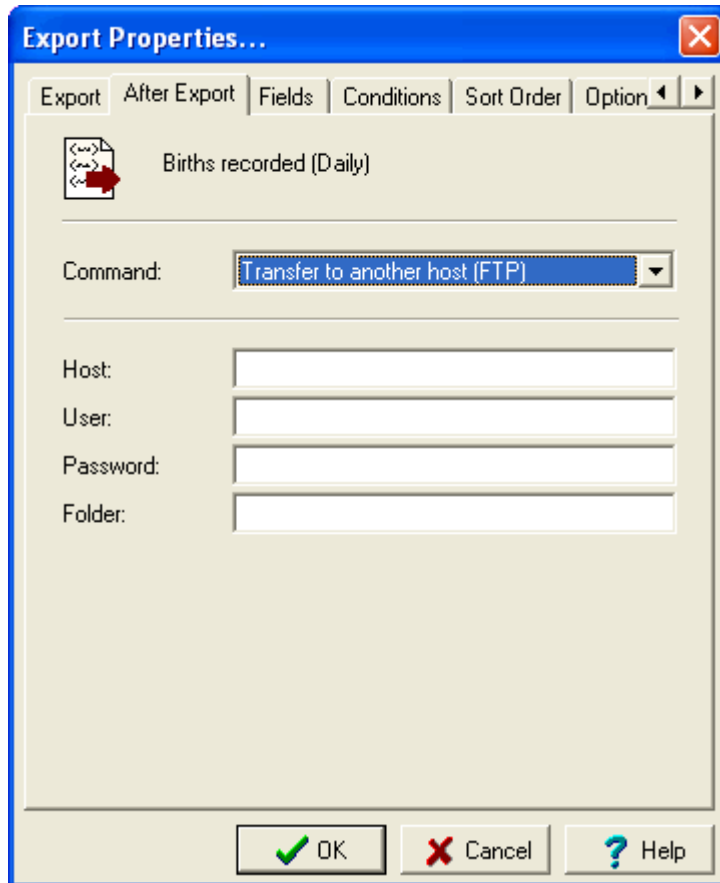 Export Properties...
Export After Export Fields Conditions Sort Order Option
Births recorded (Daily)
Command: Transfer to another host (FTP)
Host:
User:
Password:
Folder:
OK Cancel Help